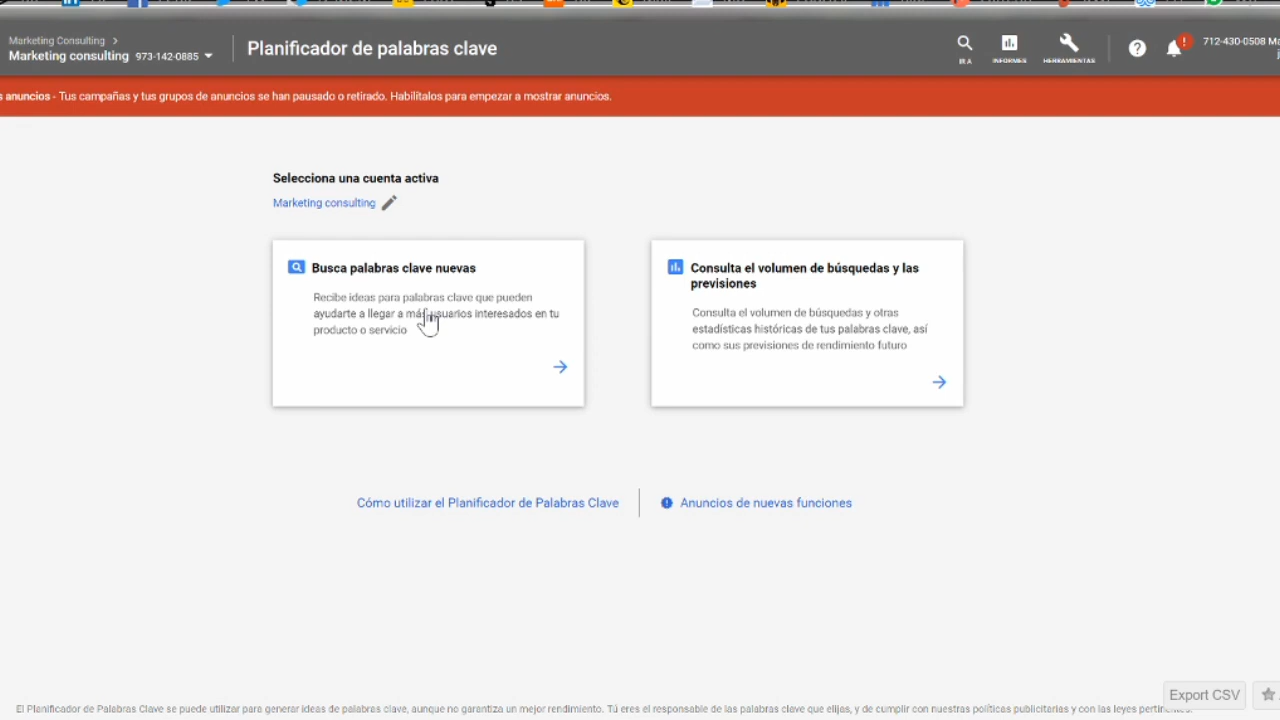 Marketing Consulting >
Marketing consulting 973-142-0885
Planificador de palabras clave
IR A
INFORMES
HERRAMIENTAS
712-430-0508
s anuncios - Tus campañas y tus grupos de anuncios se han pausado o retirado. Habilítalos para empezar a mostrar anuncios.
Selecciona una cuenta activa
Marketing consulting
Busca palabras clave nuevas
Recibe ideas para palabras clave que pueden
ayudarte a llegar a más usuarios interesados en tu
producto o servicio
Consulta el volumen de búsquedas y las
previsiones
Consulta el volumen de búsquedas y otras
estadísticas históricas de tus palabras clave, así
como sus previsiones de rendimiento futuro
Cómo utilizar el Planificador de Palabras Clave
Anuncios de nuevas funciones
Export CSV
El Planificador de Palabras Clave se puede utilizar para generar ideas de palabras clave, aunque no garantiza un mejor rendimiento. Tú eres el responsable de las palabras clave que elijas, y de cumplir con nuestras políticas publicitarias y con las leyes